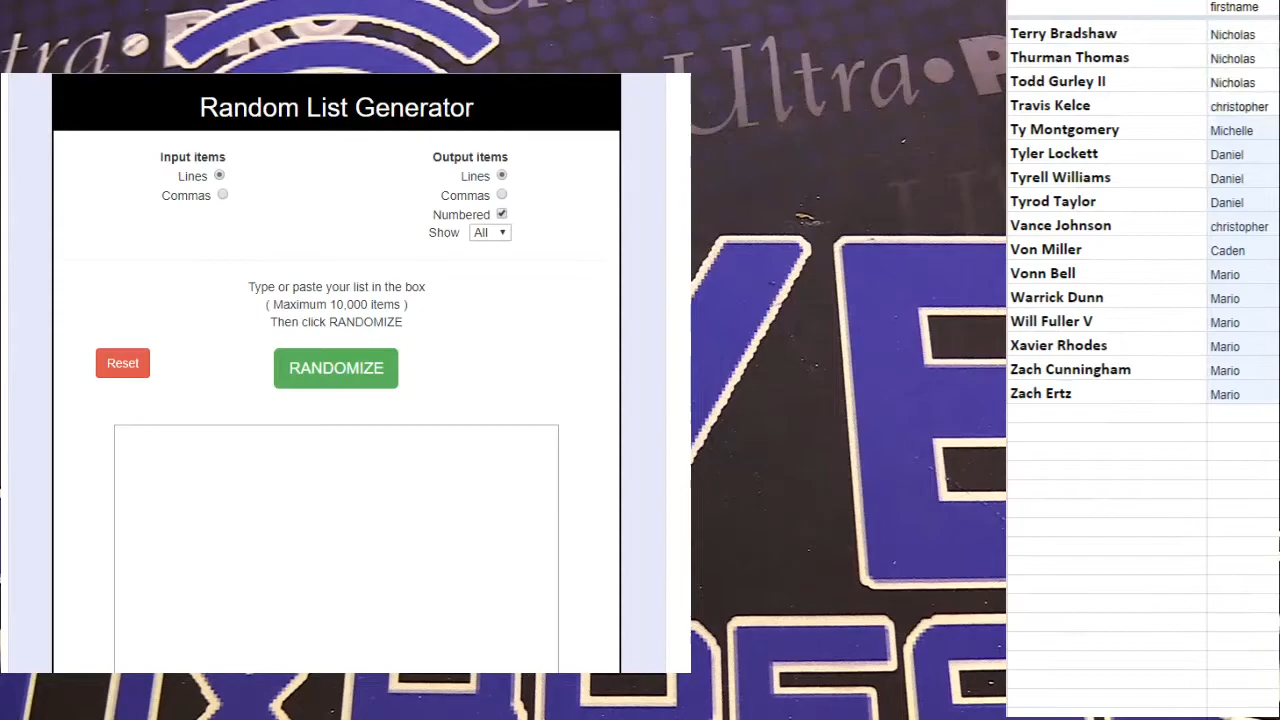 Ultra•PRO
Ultra
Ultra•P
Random List Generator
Input items
Lines
Commas
Output items
Lines
Commas
Numbered
Show All
Type or paste your list in the box
( Maximum 10,000 items )
Then click RANDOMIZE
Reset
RANDOMIZE
firstname
Terry Bradshaw Nicholas
Thurman Thomas Nicholas
Todd Gurley II Nicholas
Travis Kelce christopher
Ty Montgomery Michelle
Tyler Lockett Daniel
Tyrell Williams Daniel
Tyrod Taylor Daniel
Vance Johnson christopher
Von Miller Caden
Vonn Bell Mario
Warrick Dunn Mario
Will Fuller V Mario
Xavier Rhodes Mario
Zach Cunningham Mario
Zach Ertz Mario